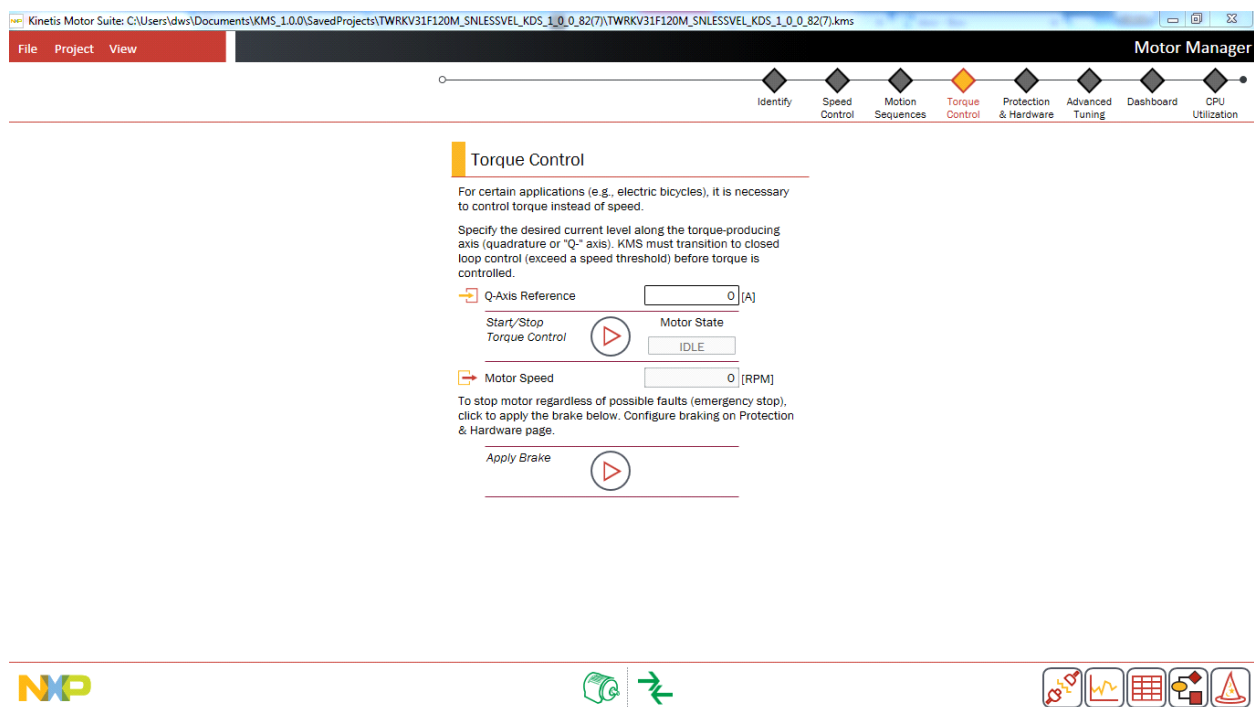 Kinetis Motor Suite: C:\Users\dws\Documents\KMS_1.0.0\SavedProjects\TWRKV31F120M_SNLESSVEL_KDS_1_0_0_82(7)\TWRKV31F120M_SNLESSVEL_KDS_1_0_0_82(7).kms
File Project View
Motor Manager
Identify
Speed
Control
Motion
Sequences
Torque
Control
Protection
& Hardware
Advanced
Tuning
Dashboard
CPU
Utilization
Torque Control
For certain applications (e.g., electric bicycles), it is necessary
to control torque instead of speed.
Specify the desired current level along the torque-producing
axis (quadrature or "Q-" axis). KMS must transition to closed
loop control (exceed a speed threshold) before torque is
controlled.
Q-Axis Reference 0 [A]
Start/Stop
Torque Control
Motor State
IDLE
Motor Speed 0 [RPM]
To stop motor regardless of possible faults (emergency stop),
click to apply the brake below. Configure braking on Protection
& Hardware page.
Apply Brake
NXP